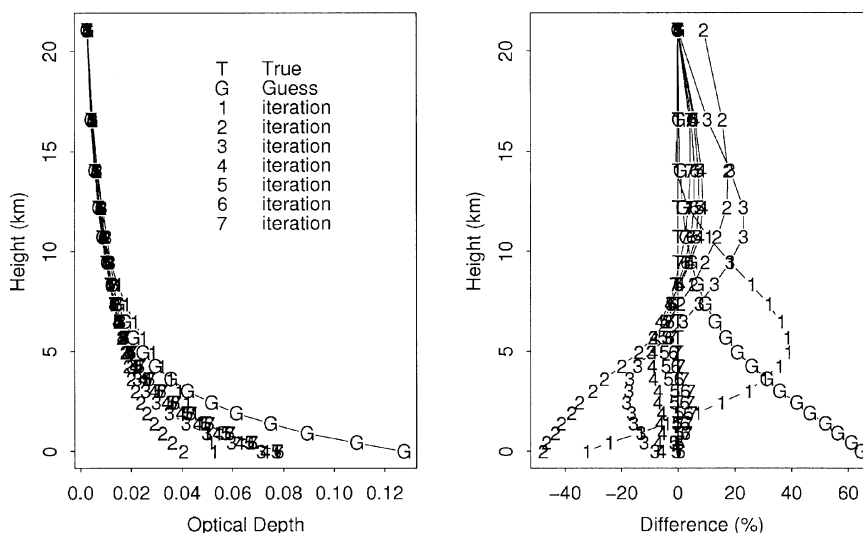 20
15
10
5
0
Height (km)
T True
G Guess
1 iteration
2 iteration
3 iteration
4 iteration
5 iteration
6 iteration
7 iteration
0.0 0.02 0.04 0.06 0.08 0.10 0.12
Optical Depth
20
15
10
5
0
Height (km)
-40 -20 0 20 40 60
Difference (%)